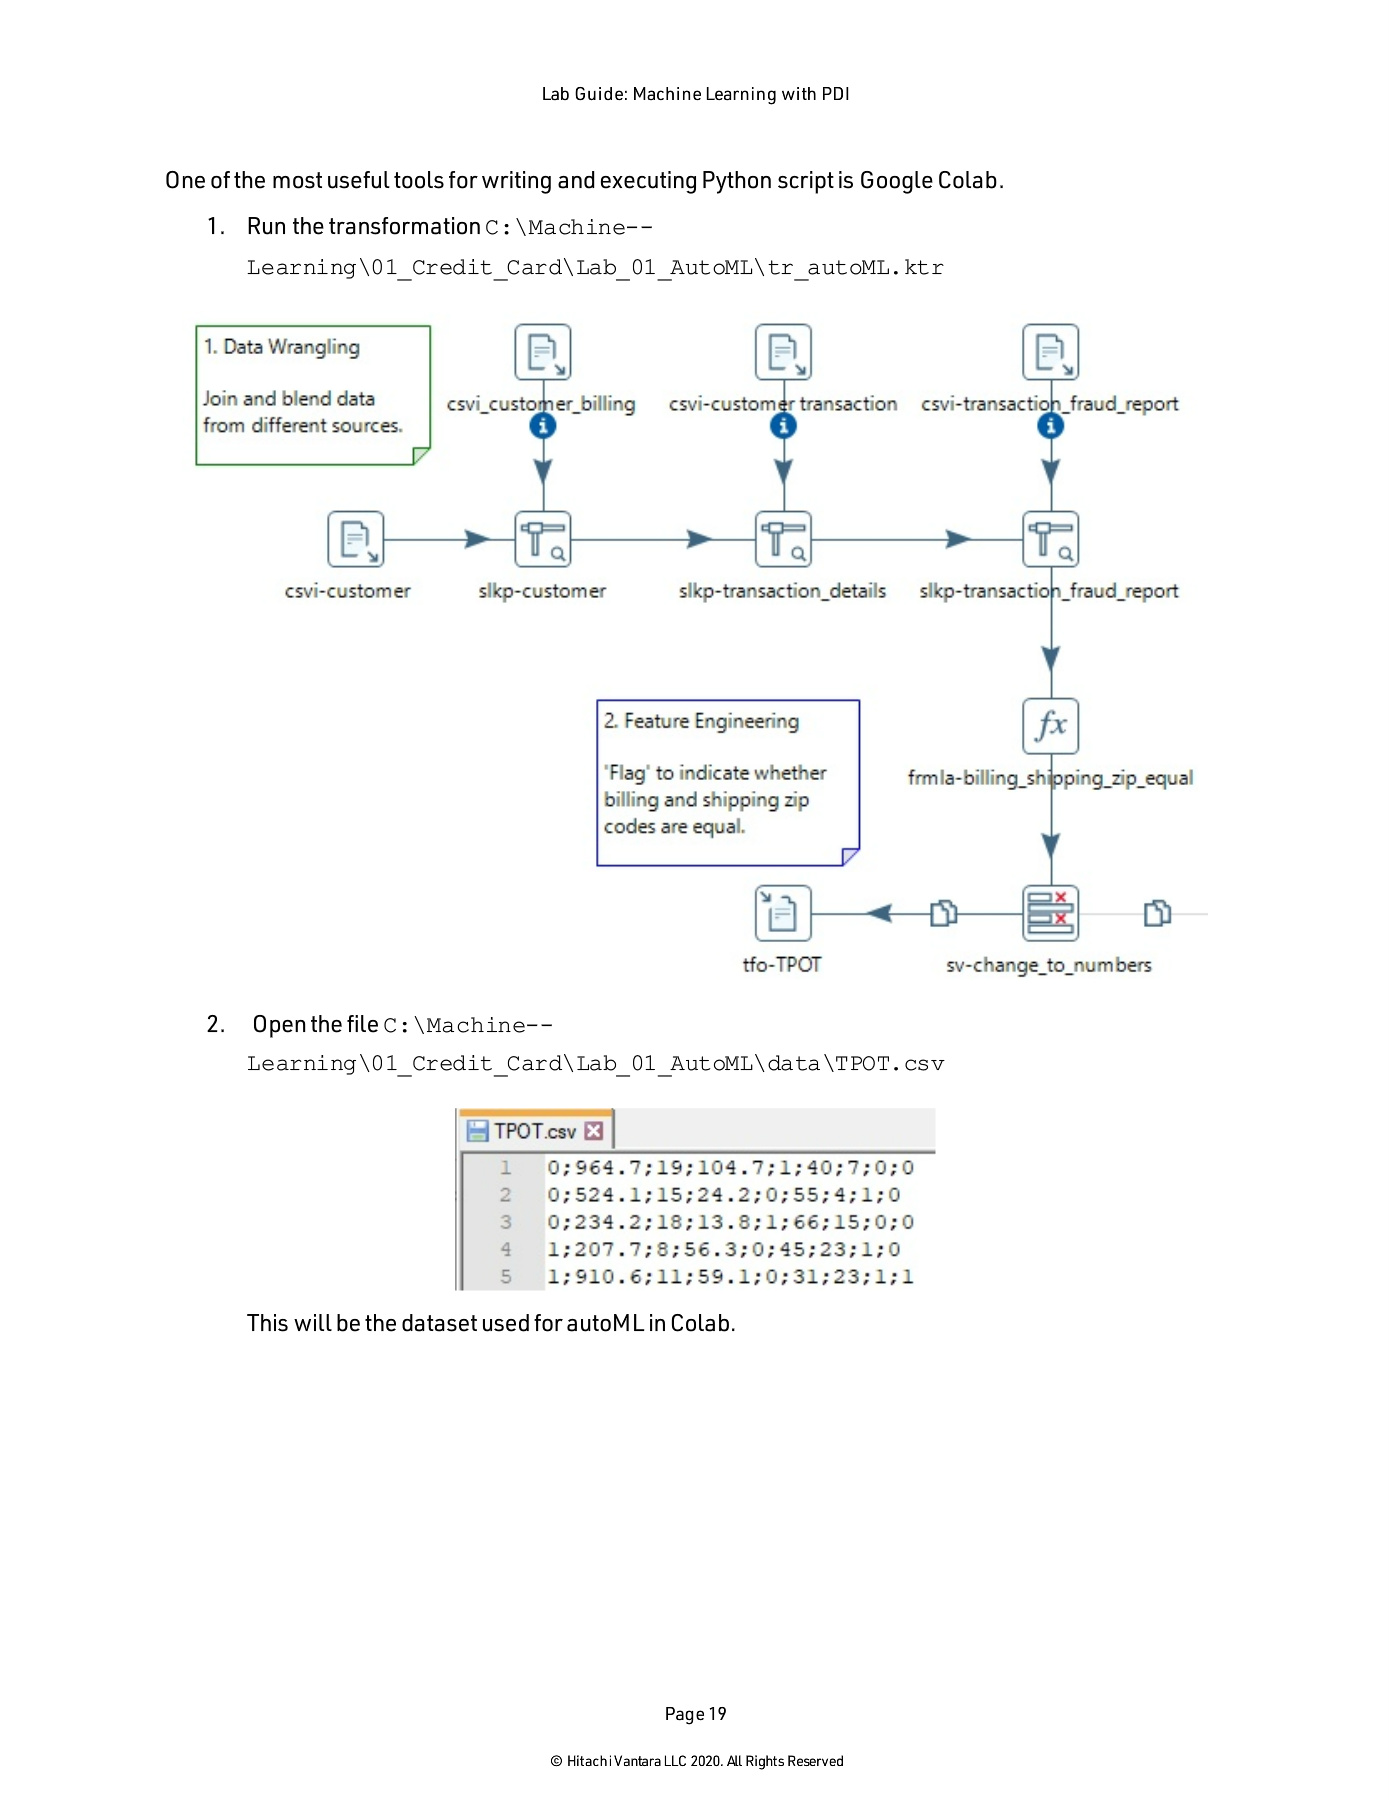 Lab Guide: Machine Learning with PDI
One of the most useful tools for writing and executing Python script is Google Colab.
1. Run the transformation C:\Machine--
Learning\01_Credit_Card\Lab_01_AutoML\tr_autoML.ktr
1. Data Wrangling
Join and blend data
from different sources.
csvi_customer_billing
csvi-customer transaction
csvi-transaction_fraud_report
csvi-customer
slkp-customer
slkp-transaction_details
slkp-transaction_fraud_report
2. Feature Engineering
'Flag' to indicate whether
billing and shipping zip
codes are equal.
fx
frmla-billing_shipping_zip_equal
tfo-TPOT
sv-change_to_numbers
2. Open the file C:\Machine--
Learning\01_Credit_Card\Lab_01_AutoML\data\TPOT.csv
TPOT.csv
1 0;964.7;19;104.7;1;40;7;0;0
2 0;524.1;15;24.2;0;55;4;1;0
3 0;234.2;18;13.8;1;66;15;0;0
4 1;207.7;8;56.3;0;45;23;1;0
5 1;910.6;11;59.1;0;31;23;1;1
This will be the dataset used for autoML in Colab.
Page 19
© Hitachi Vantara LLC 2020. All Rights Reserved